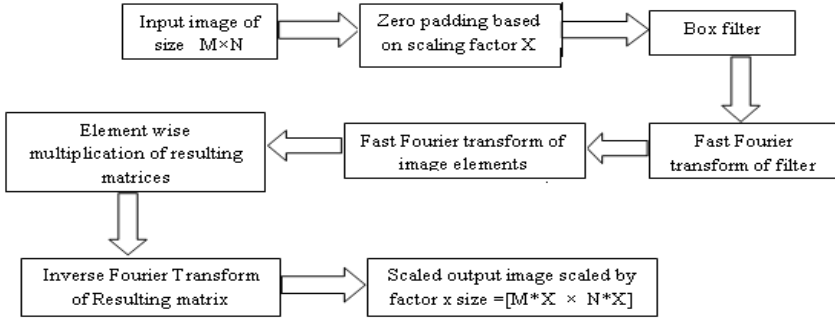 Input image of
size M×N
Zero padding based
on scaling factor X
Box filter
Fast Fourier
transform of filter
Fast Fourier transform of
image elements
Element wise
multiplication of resulting
matrices
Inverse Fourier Transform
of Resulting matrix
Scaled output image scaled by
factor x size =[M*X × N*X]